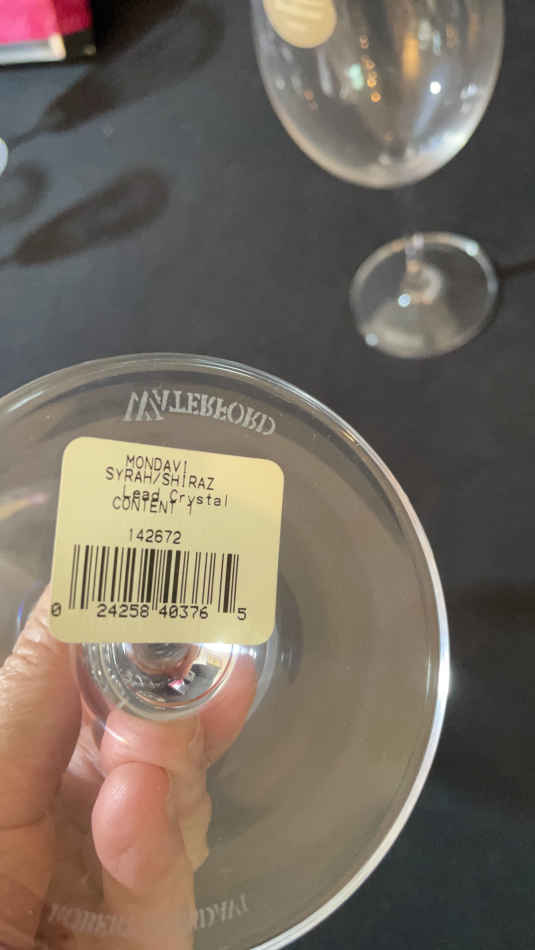 WATERFORD
MONDAVI
SYRAH/SHIRAZ
Lead Crystal
CONTENT 1
142672
0 24258 40376 5